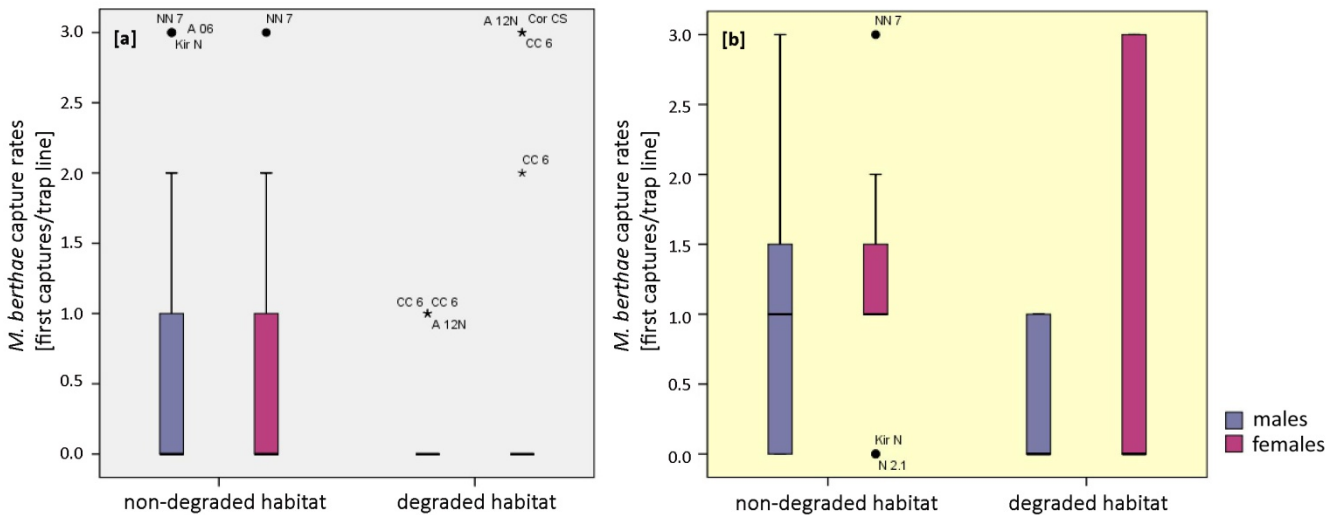 [a]
M. berthae capture rates
[first captures/trap line]
3.0
2.5
2.0
1.5
1.0
0.5
0.0
NN 7
A 06
Kir N
NN 7
A 12N
Cor CS
CC 6
CC 6
CC 6 CC 6
A 12N
non-degraded habitat
degraded habitat
[b]
M. berthae capture rates
[first captures/trap line]
3.0
2.5
2.0
1.5
1.0
0.5
0.0
NN 7
Kir N
N 2.1
non-degraded habitat
degraded habitat
males
females